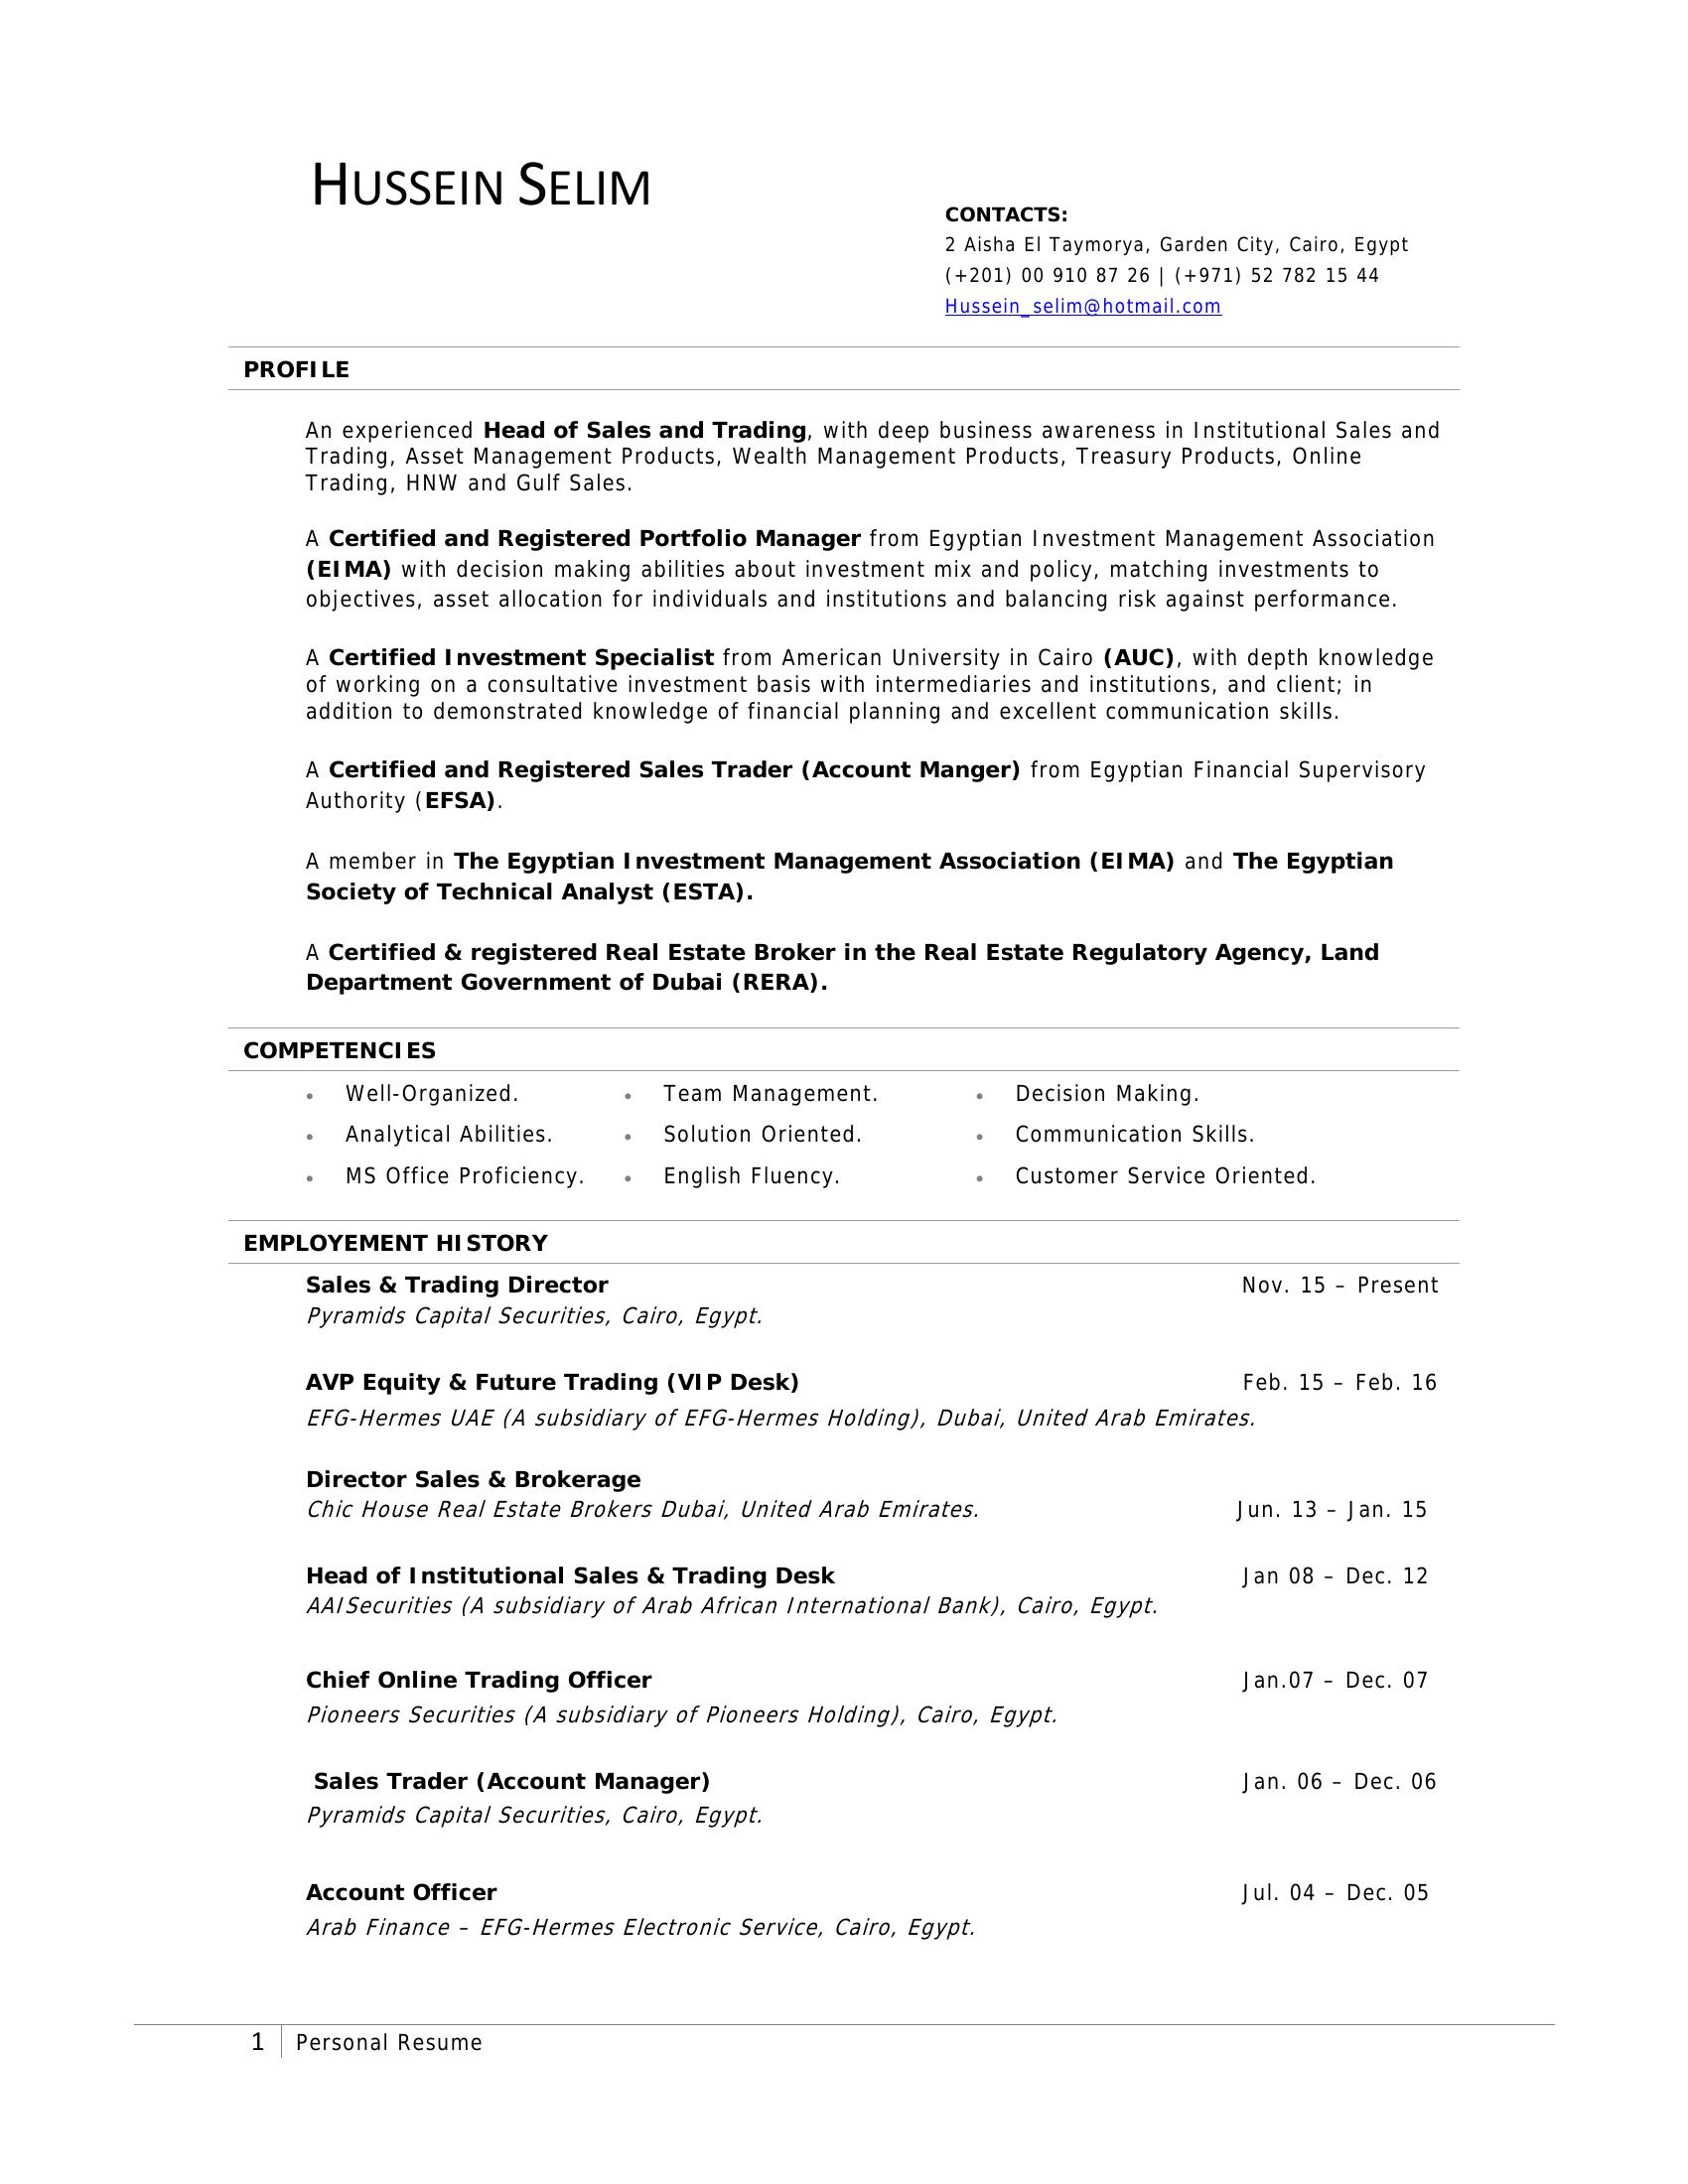 HUSSEIN SELIM
CONTACTS:
2 Aisha El Taymorya, Garden City, Cairo, Egypt
(+201) 00 910 87 26 | (+971) 52 782 15 44
Hussein_selim@hotmail.com
PROFILE
An experienced Head of Sales and Trading, with deep business awareness in Institutional Sales and
Trading, Asset Management Products, Wealth Management Products, Treasury Products, Online
Trading, HNW and Gulf Sales.
A Certified and Registered Portfolio Manager from Egyptian Investment Management Association
(EIMA) with decision making abilities about investment mix and policy, matching investments to
objectives, asset allocation for individuals and institutions and balancing risk against performance.
A Certified Investment Specialist from American University in Cairo (AUC), with depth knowledge
of working on a consultative investment basis with intermediaries and institutions, and client; in
addition to demonstrated knowledge of financial planning and excellent communication skills.
A Certified and Registered Sales Trader (Account Manger) from Egyptian Financial Supervisory
Authority (EFSA).
A member in The Egyptian Investment Management Association (EIMA) and The Egyptian
Society of Technical Analyst (ESTA).
A Certified & registered Real Estate Broker in the Real Estate Regulatory Agency, Land
Department Government of Dubai (RERA).
COMPETENCIES
• Well-Organized. • Team Management. • Decision Making.
• Analytical Abilities. • Solution Oriented. • Communication Skills.
• MS Office Proficiency. • English Fluency. • Customer Service Oriented.
EMPLOYEMENT HISTORY
Sales & Trading Director Nov. 15 – Present
Pyramids Capital Securities, Cairo, Egypt.
AVP Equity & Future Trading (VIP Desk) Feb. 15 – Feb. 16
EFG-Hermes UAE (A subsidiary of EFG-Hermes Holding), Dubai, United Arab Emirates.
Director Sales & Brokerage
Chic House Real Estate Brokers Dubai, United Arab Emirates. Jun. 13 – Jan. 15
Head of Institutional Sales & Trading Desk Jan 08 – Dec. 12
AAISecurities (A subsidiary of Arab African International Bank), Cairo, Egypt.
Chief Online Trading Officer Jan.07 – Dec. 07
Pioneers Securities (A subsidiary of Pioneers Holding), Cairo, Egypt.
Sales Trader (Account Manager) Jan. 06 – Dec. 06
Pyramids Capital Securities, Cairo, Egypt.
Account Officer Jul. 04 – Dec. 05
Arab Finance – EFG-Hermes Electronic Service, Cairo, Egypt.
1 Personal Resume